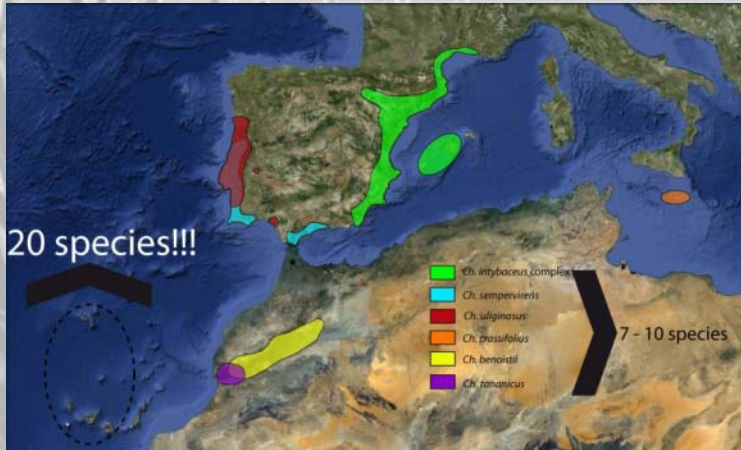 20 species!!!
Ch. intybaceus complex
Ch. sempervirens
Ch. uliginosus
Ch. crassifolius
Ch. benoistii
Ch. tananicus
7 - 10 species